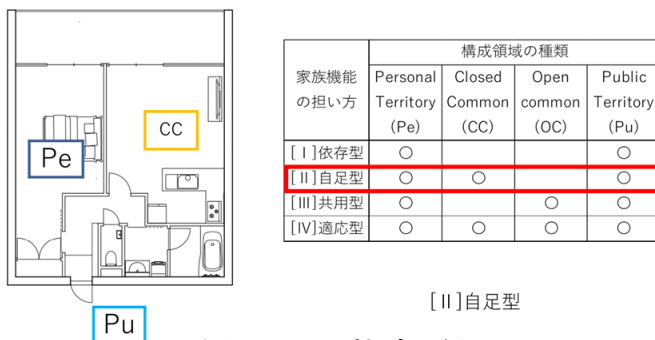 Pe
CC
Pu
家族機能
の担い方
構成領域の種類
Personal
Territory
(Pe)
Closed
Common
(CC)
Open
common
(OC)
Public
Territory
(Pu)
[Ⅰ]依存型 ○ ○
[Ⅱ]自足型 ○ ○ ○
[Ⅲ]共用型 ○ ○ ○
[Ⅳ]適応型 ○ ○ ○ ○
[Ⅱ]自足型